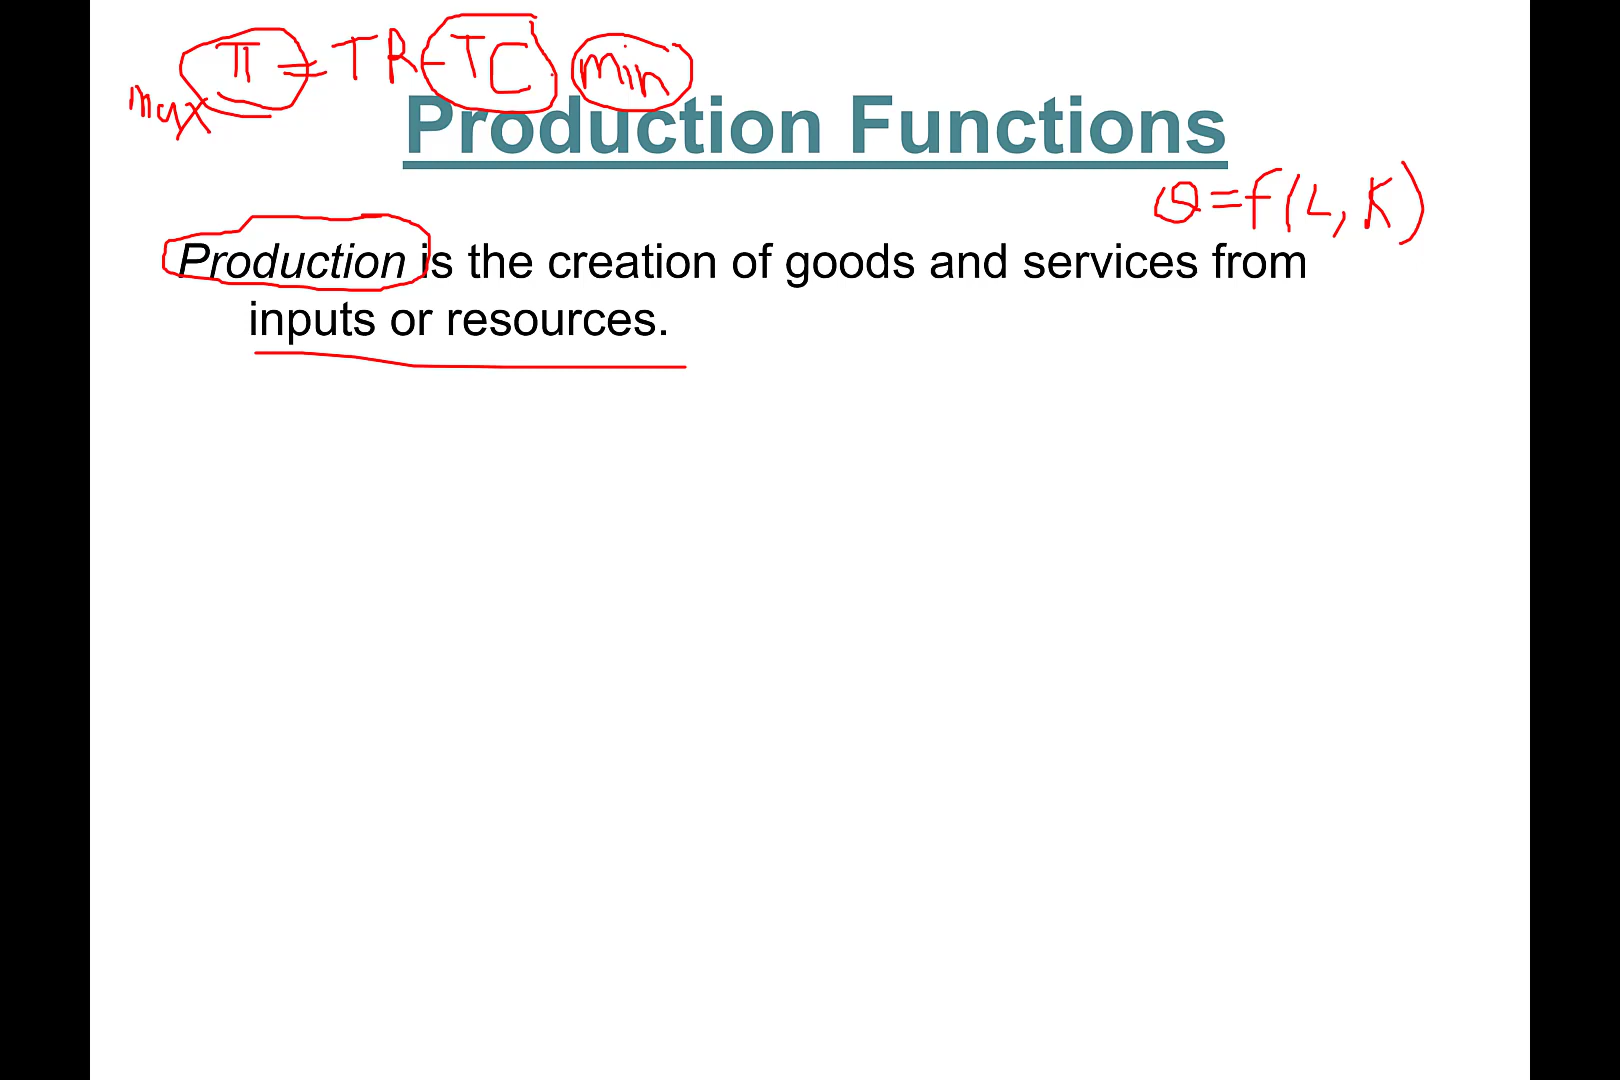 π = TR - TC min
max
Production Functions
Q = f(L, K)
Production is the creation of goods and services from
inputs or resources.